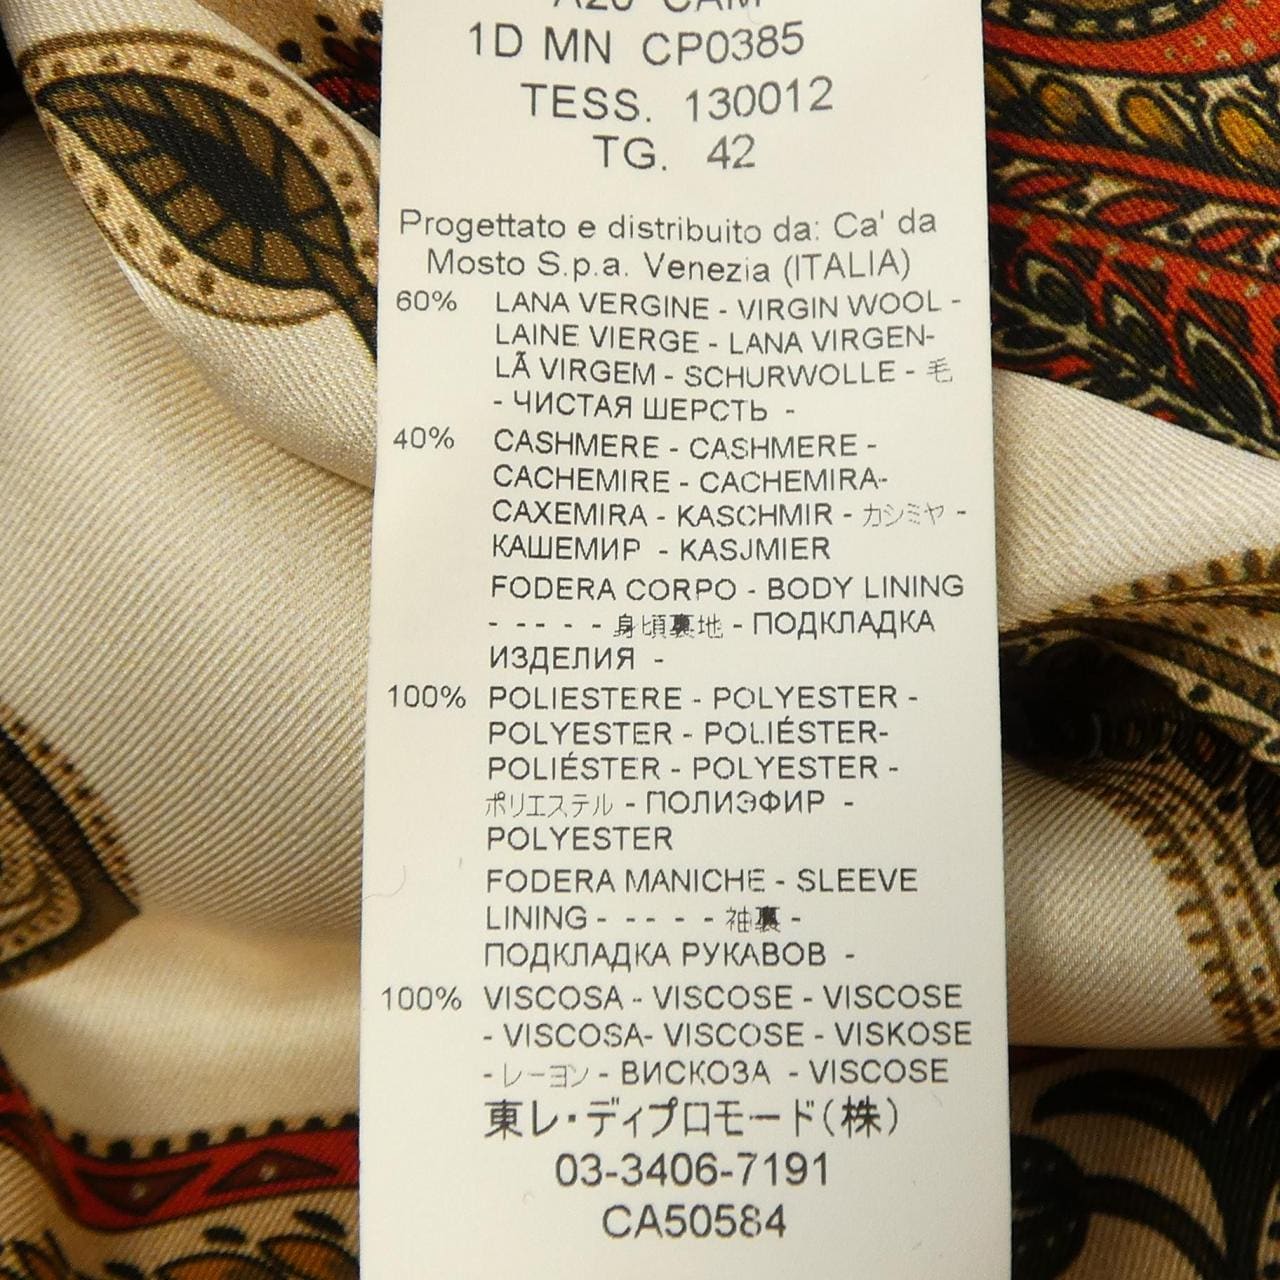 A20 CAM
1D MN CP0385
TESS. 130012
TG. 42
Progettato e distribuito da: Ca' da
Mosto S.p.a. Venezia (ITALIA)
60% LANA VERGINE - VIRGIN WOOL -
LAINE VIERGE - LANA VIRGEN-
LÃ VIRGEM - SCHURWOLLE - 毛
- ЧИСТАЯ ШЕРСТЬ -
40% CASHMERE - CASHMERE -
CACHEMIRE - CACHEMIRA-
CAXEMIRA - KASCHMIR - カシミヤ -
КАШЕМИР - KASJMIER
FODERA CORPO - BODY LINING
- - - - - 身頃裏地 - ПОДКЛАДКА
ИЗДЕЛИЯ -
100% POLIESTERE - POLYESTER -
POLYESTER - POLIÉSTER-
POLIÉSTER - POLYESTER -
ポリエステル - ПОЛИЭФИР -
POLYESTER
FODERA MANICHE - SLEEVE
LINING - - - - - 袖裏 -
ПОДКЛАДКА РУКАВОВ -
100% VISCOSA - VISCOSE - VISCOSE
- VISCOSA- VISCOSE - VISKOSE
- レーヨン - ВИСКОЗА - VISCOSE
東レ・ディプロモード(株)
03-3406-7191
CA50584